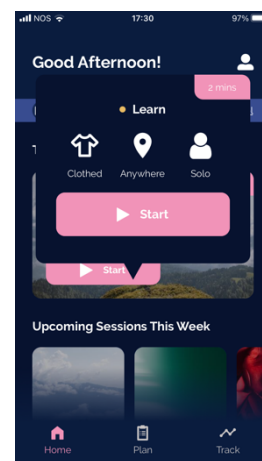 NOS 17:30 97%
Good Afternoon!
2 mins
Learn
Clothed Anywhere Solo
Start
Start
Upcoming Sessions This Week
Home Plan Track